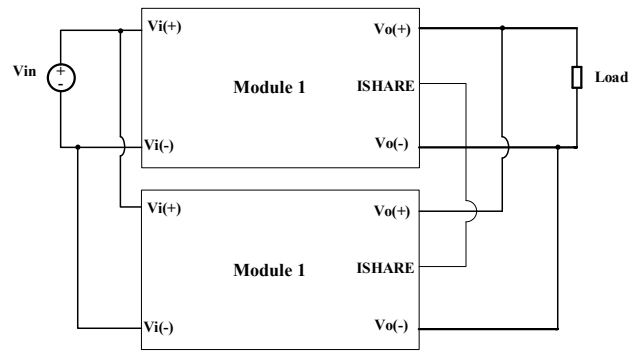 Vi(+)
Vo(+)
Vin
+
-
Module 1
ISHARE
Load
Vi(-)
Vo(-)
Vi(+)
Vo(+)
Module 1
ISHARE
Vi(-)
Vo(-)